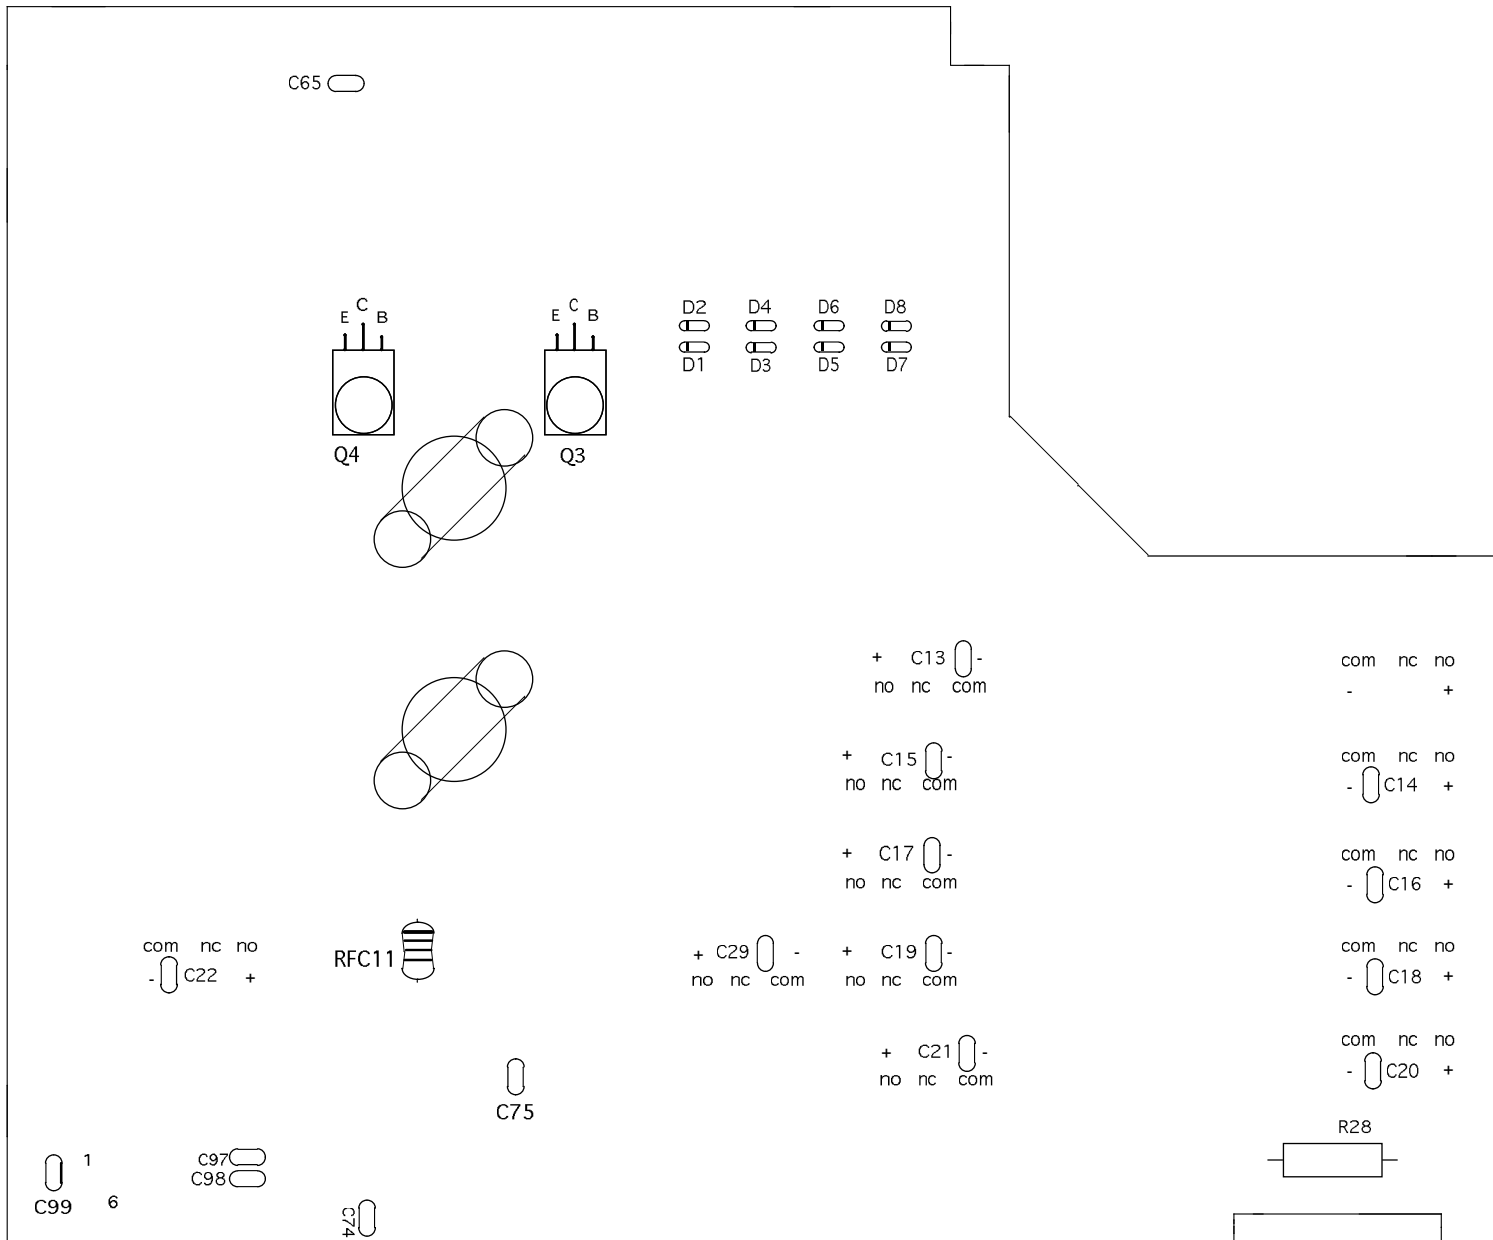 C65
C
E B
C
E B
D2 D4 D6 D8
D1 D3 D5 D7
Q4 Q3
+ C13 -
no nc com
com nc no
- +
+ C15 -
no nc com
com nc no
- C14 +
+ C17 -
no nc com
com nc no
- C16 +
com nc no
- C22 +
RFC11
+ C29 -
no nc com
+ C19 -
no nc com
com nc no
- C18 +
+ C21 -
no nc com
com nc no
- C20 +
C75
R28
1
6
C99
C97
C98
C74